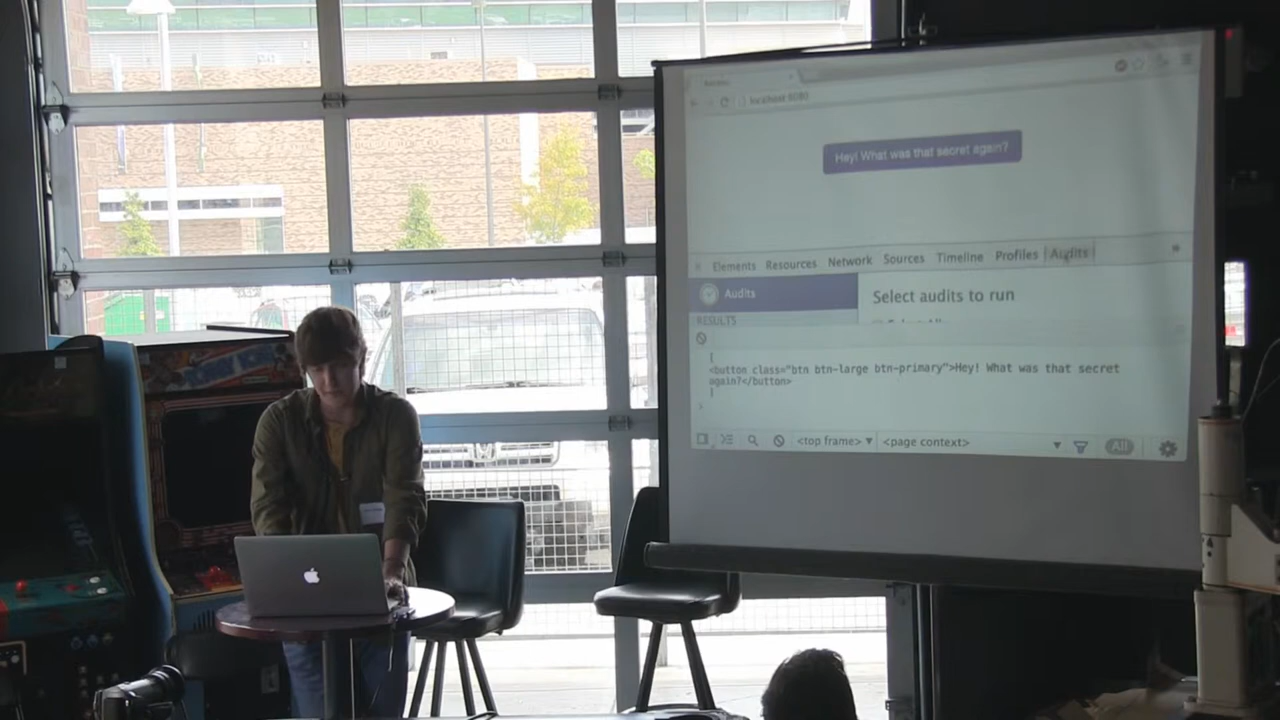 localhost:8080
Hey! What was that secret again?
Elements Resources Network Sources Timeline Profiles Audits
Audits
Select audits to run
RESULTS
[
<button class="btn btn-large btn-primary">Hey! What was that secret
again?</button>
]
>
<top frame> <page context> All